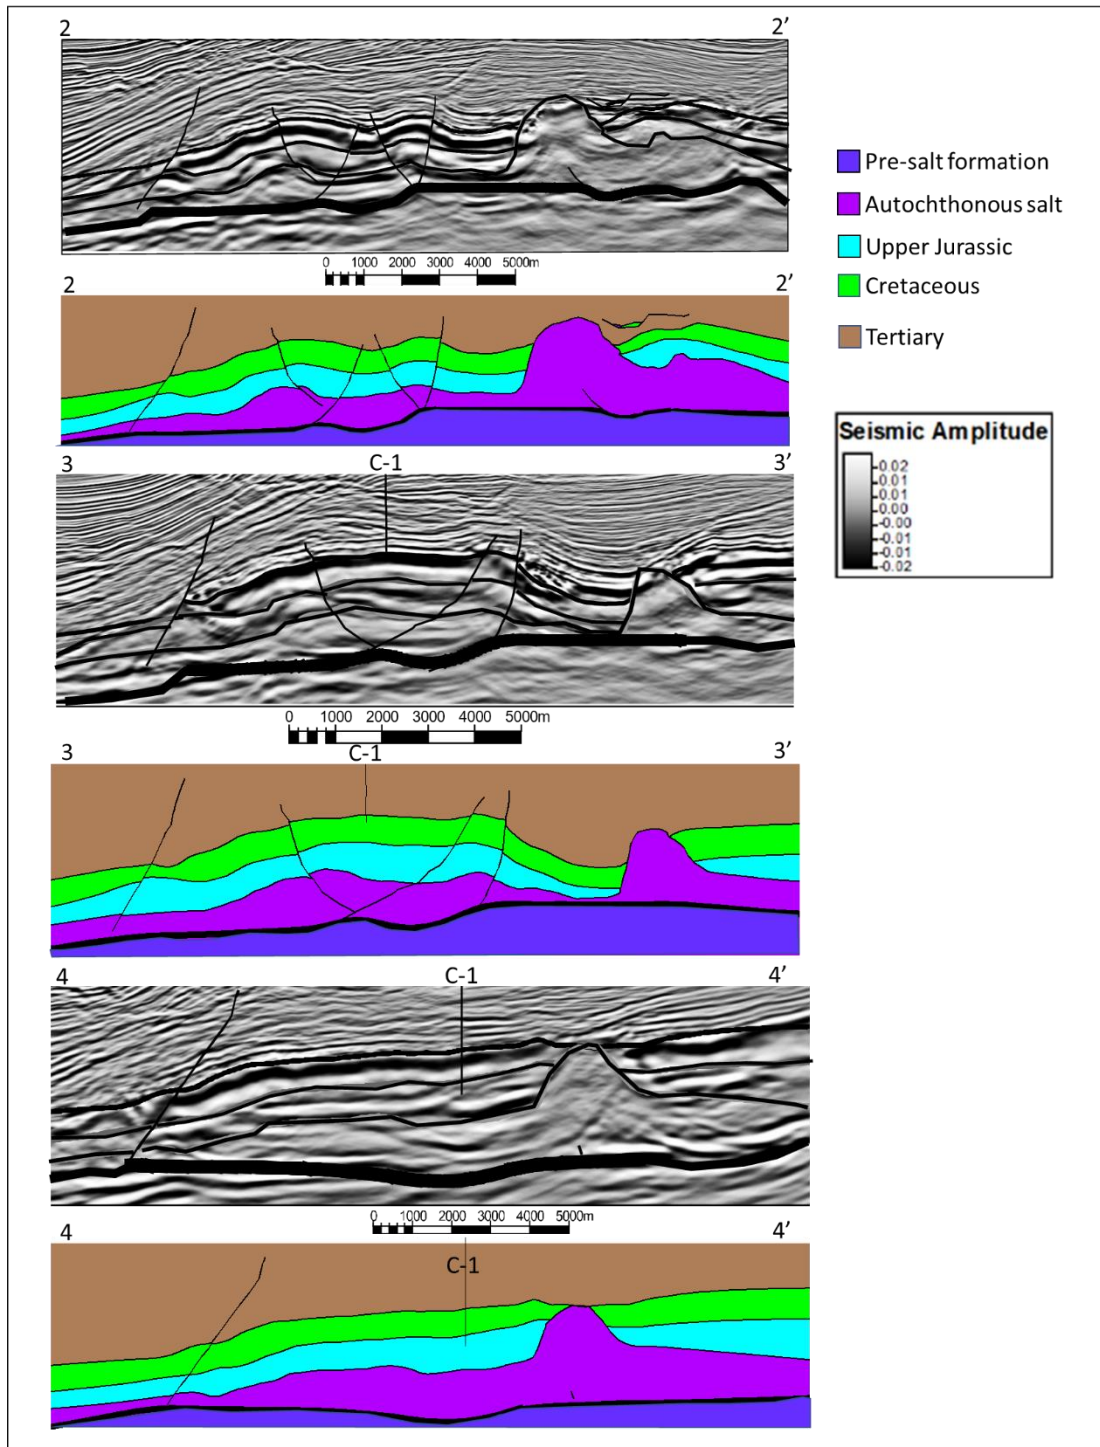 2 2’
0 1000 2000 3000 4000 5000m
2 2’
3 C-1 3’
0 1000 2000 3000 4000 5000m
3 C-1 3’
4 C-1 4’
0 1000 2000 3000 4000 5000m
4 4’
C-1
Pre-salt formation
Autochthonous salt
Upper Jurassic
Cretaceous
Tertiary
Seismic Amplitude
0.02
0.01
0.01
0.00
-0.00
-0.01
-0.01
-0.02